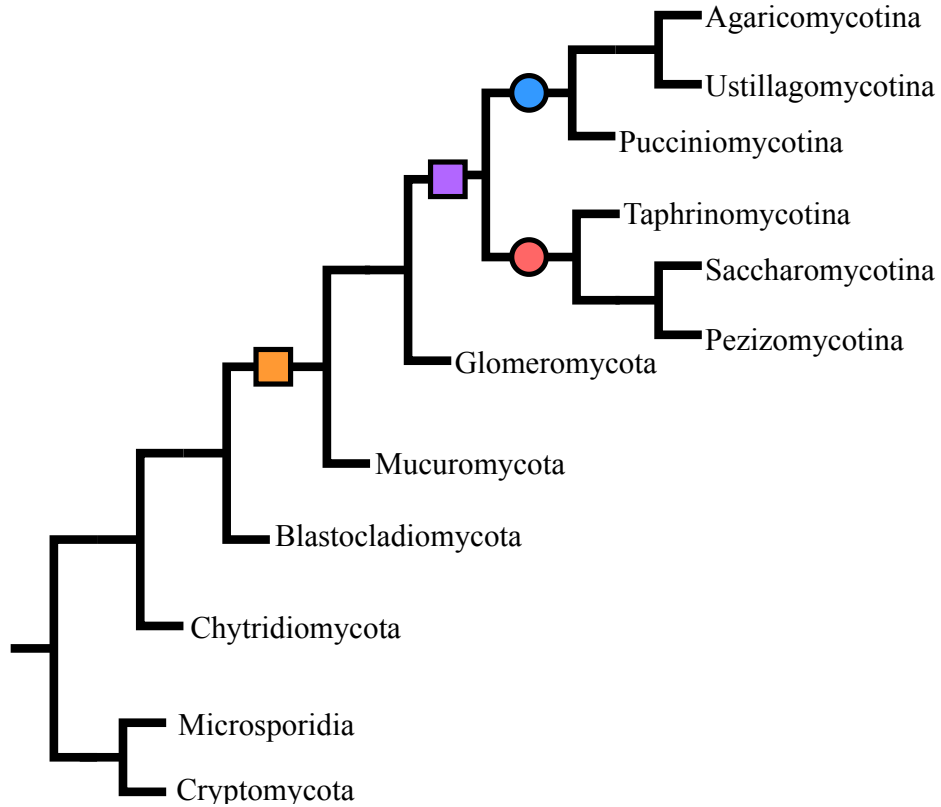 Agaricomycotina
Ustillagomycotina
Pucciniomycotina
Taphrinomycotina
Saccharomycotina
Pezizomycotina
Glomeromycota
Mucuromycota
Blastocladiomycota
Chytridiomycota
Microsporidia
Cryptomycota